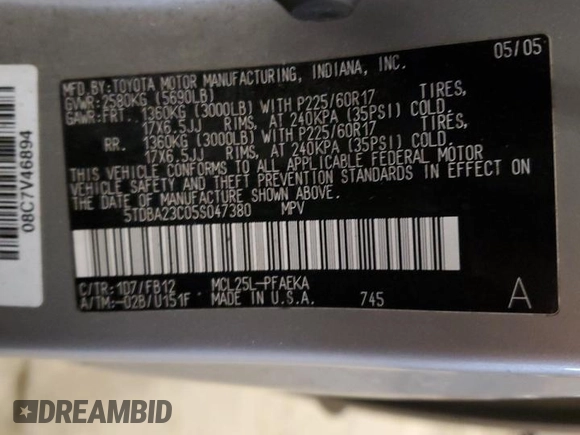 05/05
MFD.BY:TOYOTA MOTOR MANUFACTURING, INDIANA, INC.
GVWR:2580KG (5690LB)
GAWR:FRT. 1360KG (3000LB) WITH P225/60R17 TIRES,
17X6.5JJ RIMS, AT 240KPA (35PSI) COLD.
RR. 1360KG (3000LB) WITH P225/60R17 TIRES,
17X6.5JJ RIMS, AT 240KPA (35PSI) COLD.
THIS VEHICLE CONFORMS TO ALL APPLICABLE FEDERAL MOTOR
VEHICLE SAFETY AND THEFT PREVENTION STANDARDS IN EFFECT ON
THE DATE OF MANUFACTURE SHOWN ABOVE.
5TDBA23C05S047380 MPV
C/TR:1D7/FB12 MCL25L-PFAEKA
A/TM:-02B/U151F MADE IN U.S.A. 745 A
08C7V46894
DREAMBID